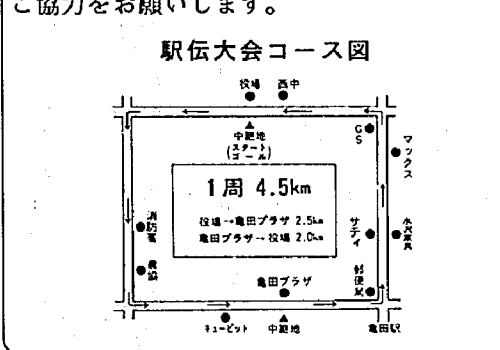 ご協力をお願いします。
駅伝大会コース図
役場 西中
中継地
(スタート
ゴール)
GS
マックス
1周 4.5km
役場→亀田プラザ 2.5km
亀田プラザ→役場 2.0km
消防署
サティ
水沢家具
農協
亀田プラザ
郵便局
キューピット 中継地 亀田駅